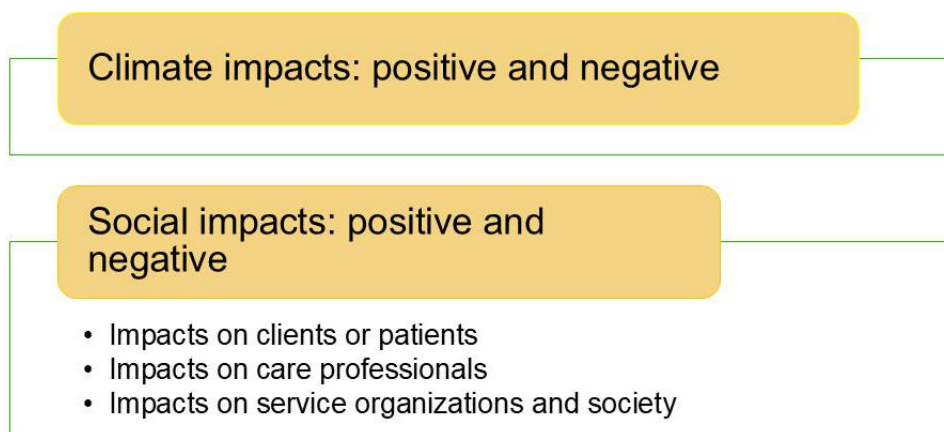 Climate impacts: positive and negative
Social impacts: positive and
negative
• Impacts on clients or patients
• Impacts on care professionals
• Impacts on service organizations and society